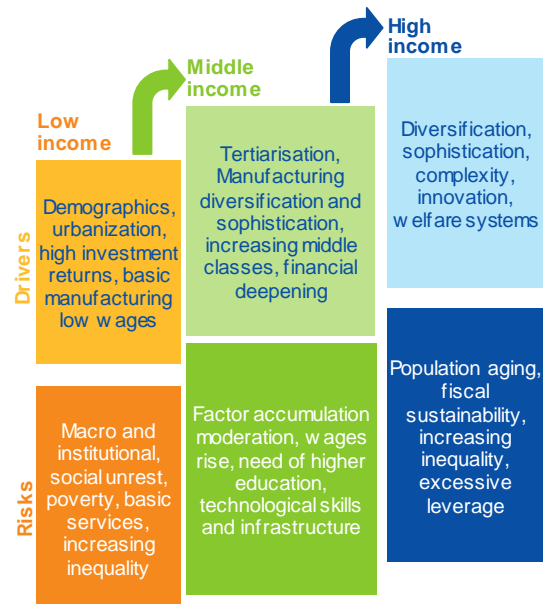 High
income
Middle
income
Low
income
Drivers
Demographics,
urbanization,
high investment
returns, basic
manufacturing
low wages
Tertiarisation,
Manufacturing
diversification and
sophistication,
increasing middle
classes, financial
deepening
Diversification,
sophistication,
complexity,
innovation,
welfare systems
Risks
Macro and
institutional,
social unrest,
poverty, basic
services,
increasing
inequality
Factor accumulation
moderation, wages
rise, need of higher
education,
technological skills
and infrastructure
Population aging,
fiscal
sustainability,
increasing
inequality,
excessive
leverage